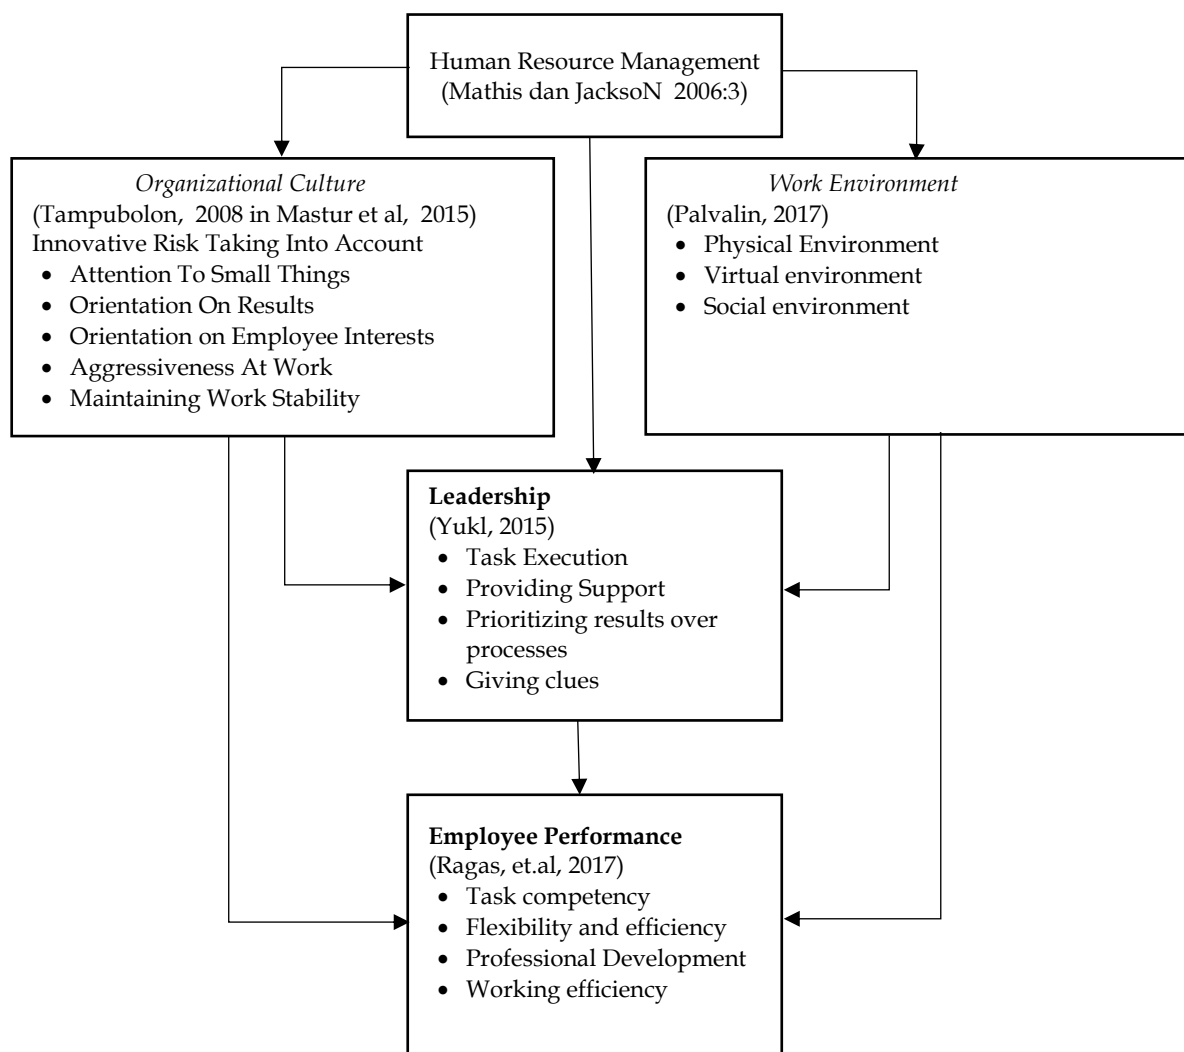 Human Resource Management
(Mathis dan JacksoN 2006:3)
Organizational Culture
(Tampubolon, 2008 in Mastur et al, 2015)
Innovative Risk Taking Into Account
• Attention To Small Things
• Orientation On Results
• Orientation on Employee Interests
• Aggressiveness At Work
• Maintaining Work Stability
Work Environment
(Palvalin, 2017)
• Physical Environment
• Virtual environment
• Social environment
Leadership
(Yukl, 2015)
• Task Execution
• Providing Support
• Prioritizing results over
processes
• Giving clues
Employee Performance
(Ragas, et.al, 2017)
• Task competency
• Flexibility and efficiency
• Professional Development
• Working efficiency